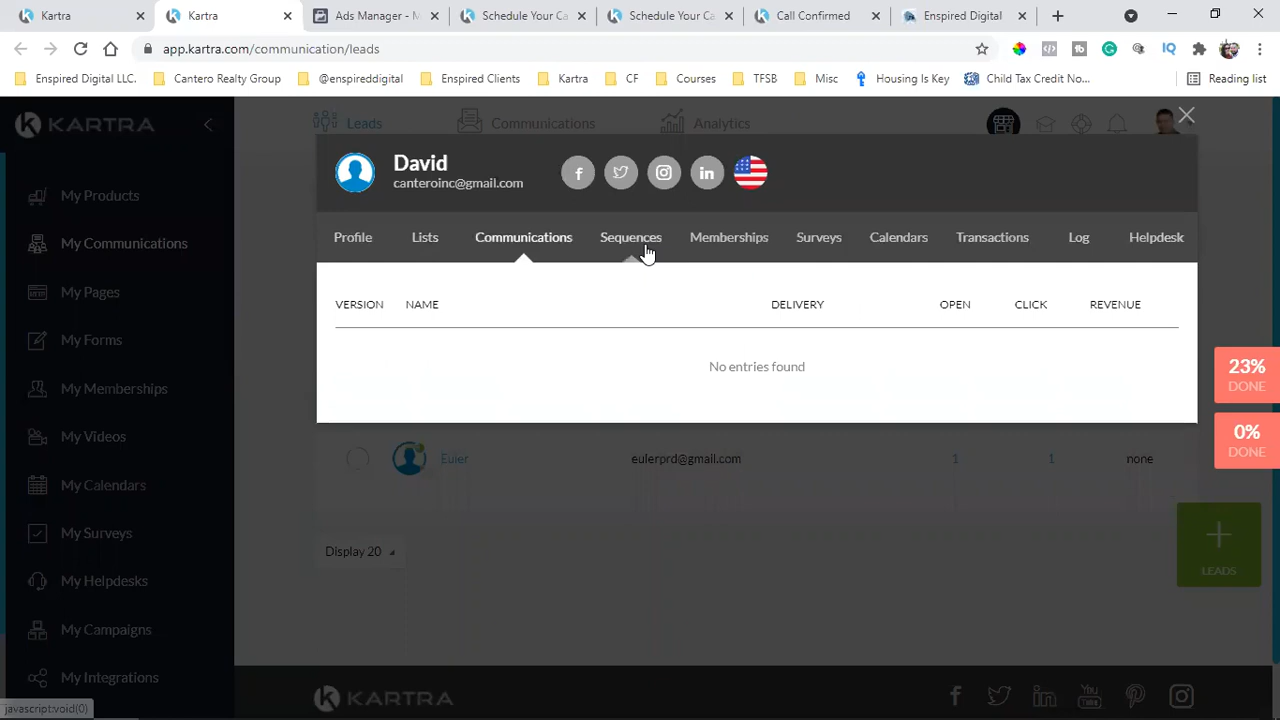 Kartra
Kartra
Ads Manager - M
Schedule Your Ca
Schedule Your Ca
Call Confirmed
Enspired Digital
app.kartra.com/communication/leads
IQ
Enspired Digital LLC.
Cantero Realty Group
@enspireddigital
Enspired Clients
Kartra
CF
Courses
TFSB
Misc
Housing Is Key
Child Tax Credit No...
Reading list
KARTRA
Leads
Communications
Analytics
David
canteroinc@gmail.com
Profile
Lists
Communications
Sequences
Memberships
Surveys
Calendars
Transactions
Log
Helpdesk
VERSION
NAME
DELIVERY
OPEN
CLICK
REVENUE
No entries found
My Products
My Communications
My Pages
My Forms
My Memberships
My Videos
My Calendars
My Surveys
My Helpdesks
My Campaigns
My Integrations
23%
DONE
0%
DONE
Euler
eulerprd@gmail.com
1
1
none
Display 20
LEADS
KARTRA
javascript:void(0)